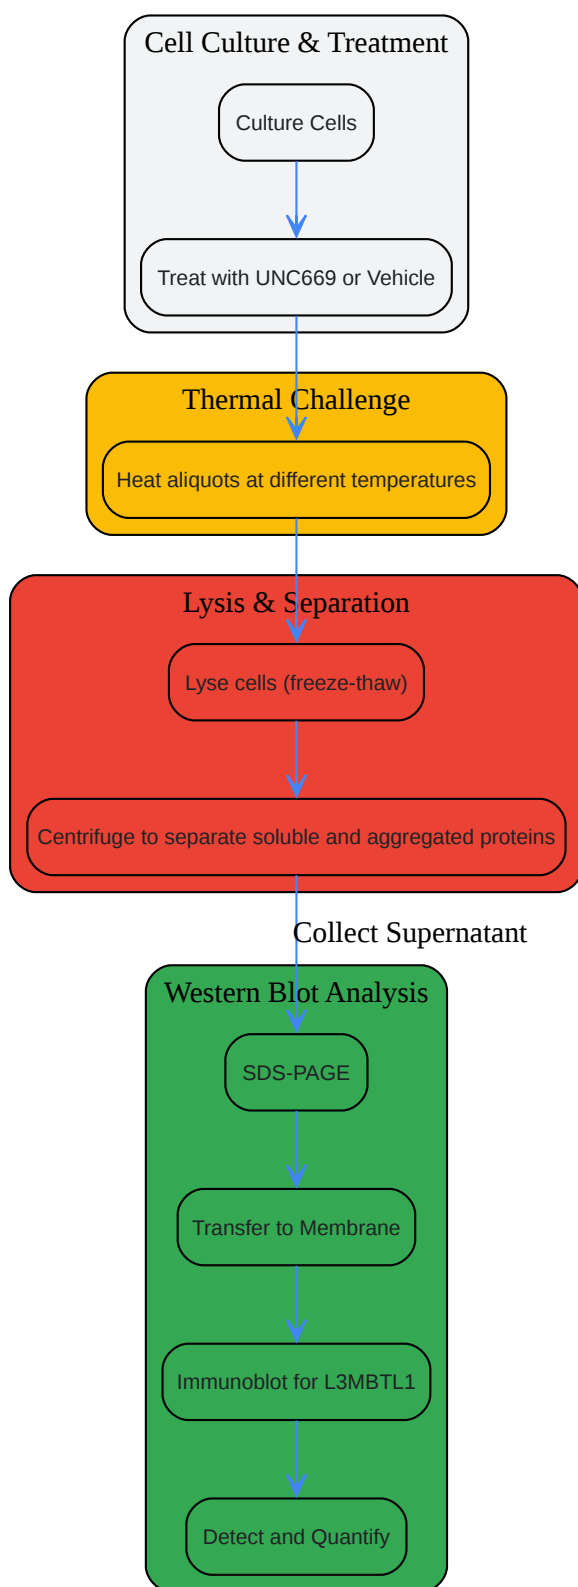 Cell Culture & Treatment
Culture Cells
Treat with UNC669 or Vehicle
Thermal Challenge
Heat aliquots at different temperatures
Lysis & Separation
Lyse cells (freeze-thaw)
Centrifuge to separate soluble and aggregated proteins
Collect Supernatant
Western Blot Analysis
SDS-PAGE
Transfer to Membrane
Immunoblot for L3MBTL1
Detect and Quantify